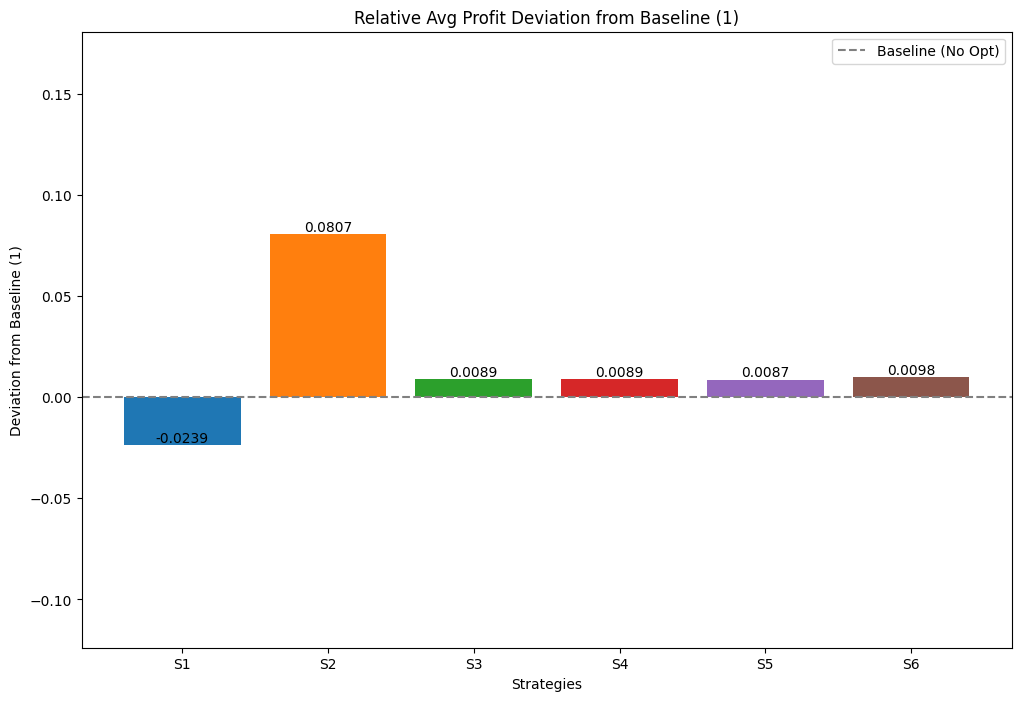 Relative Avg Profit Deviation from Baseline (1)
Baseline (No Opt)
Deviation from Baseline (1)
0.15
0.10
0.05
0.00
−0.05
−0.10
-0.0239
0.0807
0.0089
0.0089
0.0087
0.0098
S1
S2
S3
S4
S5
S6
Strategies